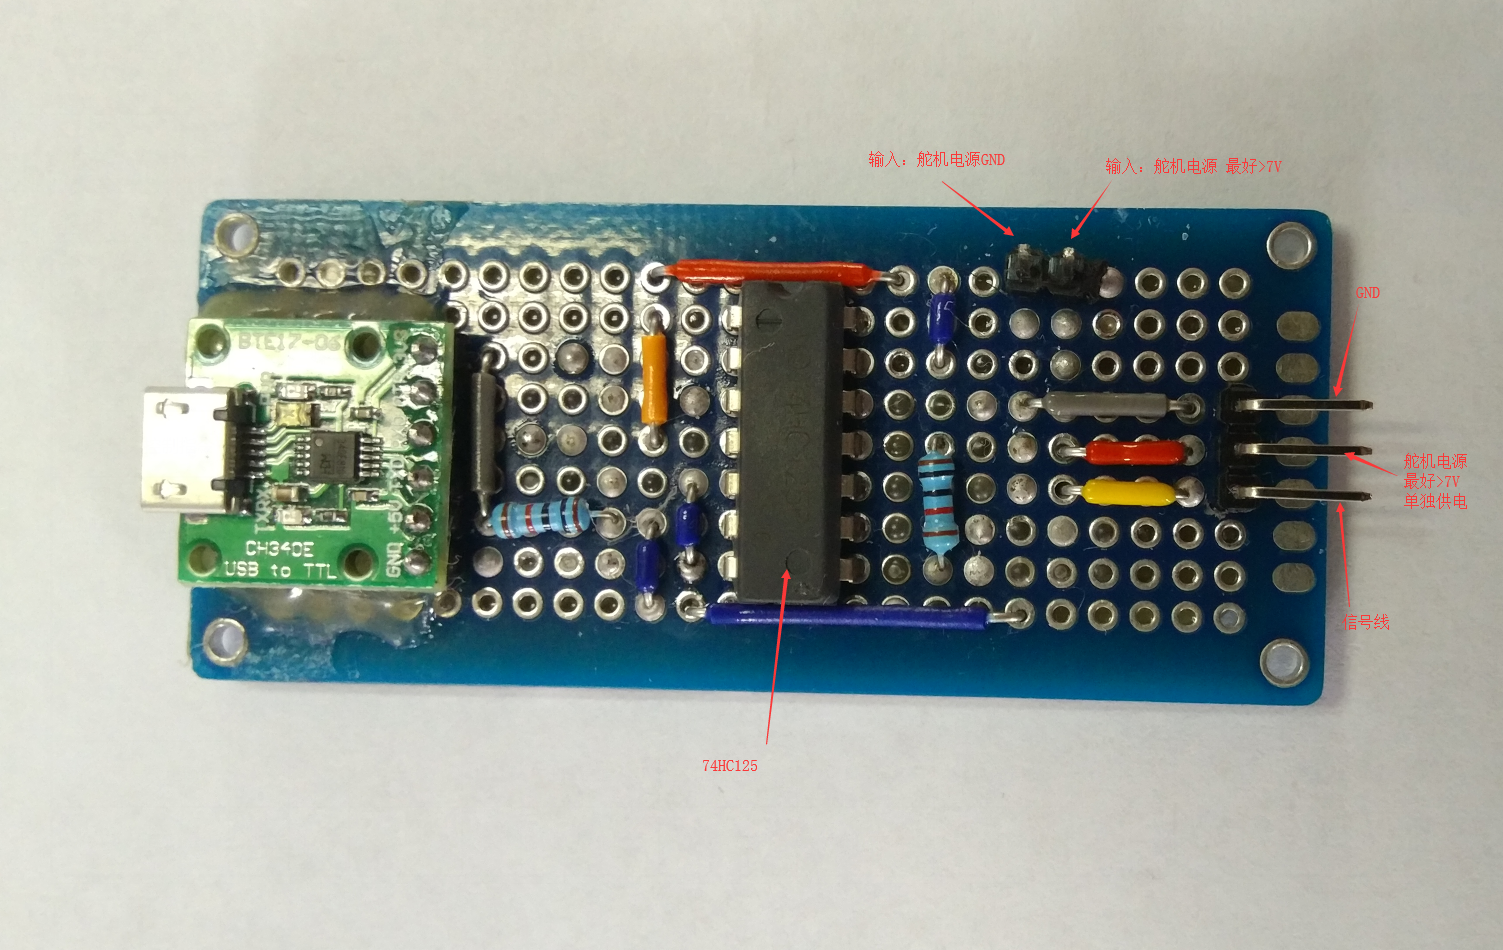 输入：舵机电源GND
输入：舵机电源 最好>7V
GND
舵机电源
最好>7V
单独供电
信号线
74HC125
BTE17-06
CH340E
USB to TTL
+5V
GND